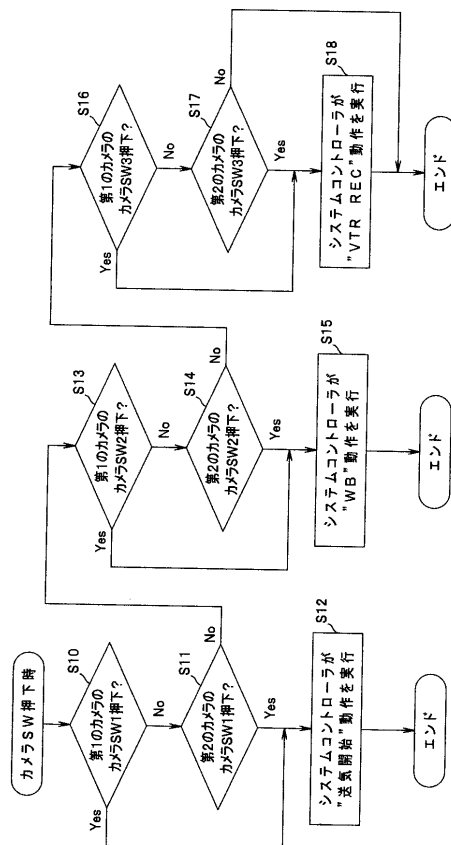 カメラSW押下時
S10
第1のカメラの
カメラSW1押下?
Yes
No
S11
第2のカメラの
カメラSW1押下?
No
Yes
S12
システムコントローラが
"送気開始"動作を実行
エンド
S13
第1のカメラの
カメラSW2押下?
Yes
No
S14
第2のカメラの
カメラSW2押下?
No
Yes
S15
システムコントローラが
"WB"動作を実行
エンド
S16
第1のカメラの
カメラSW3押下?
Yes
No
S17
第2のカメラの
カメラSW3押下?
No
Yes
S18
システムコントローラが
"VTR REC"動作を実行
エンド